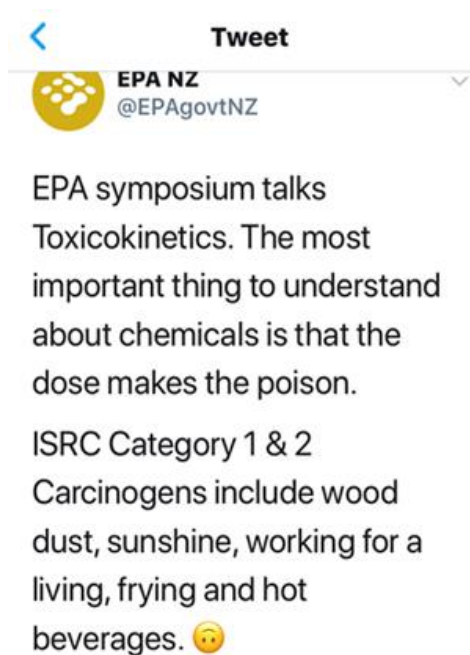 Tweet
EPA NZ
@EPAgovtNZ
EPA symposium talks
Toxicokinetics. The most
important thing to understand
about chemicals is that the
dose makes the poison.
ISRC Category 1 & 2
Carcinogens include wood
dust, sunshine, working for a
living, frying and hot
beverages. 🙃